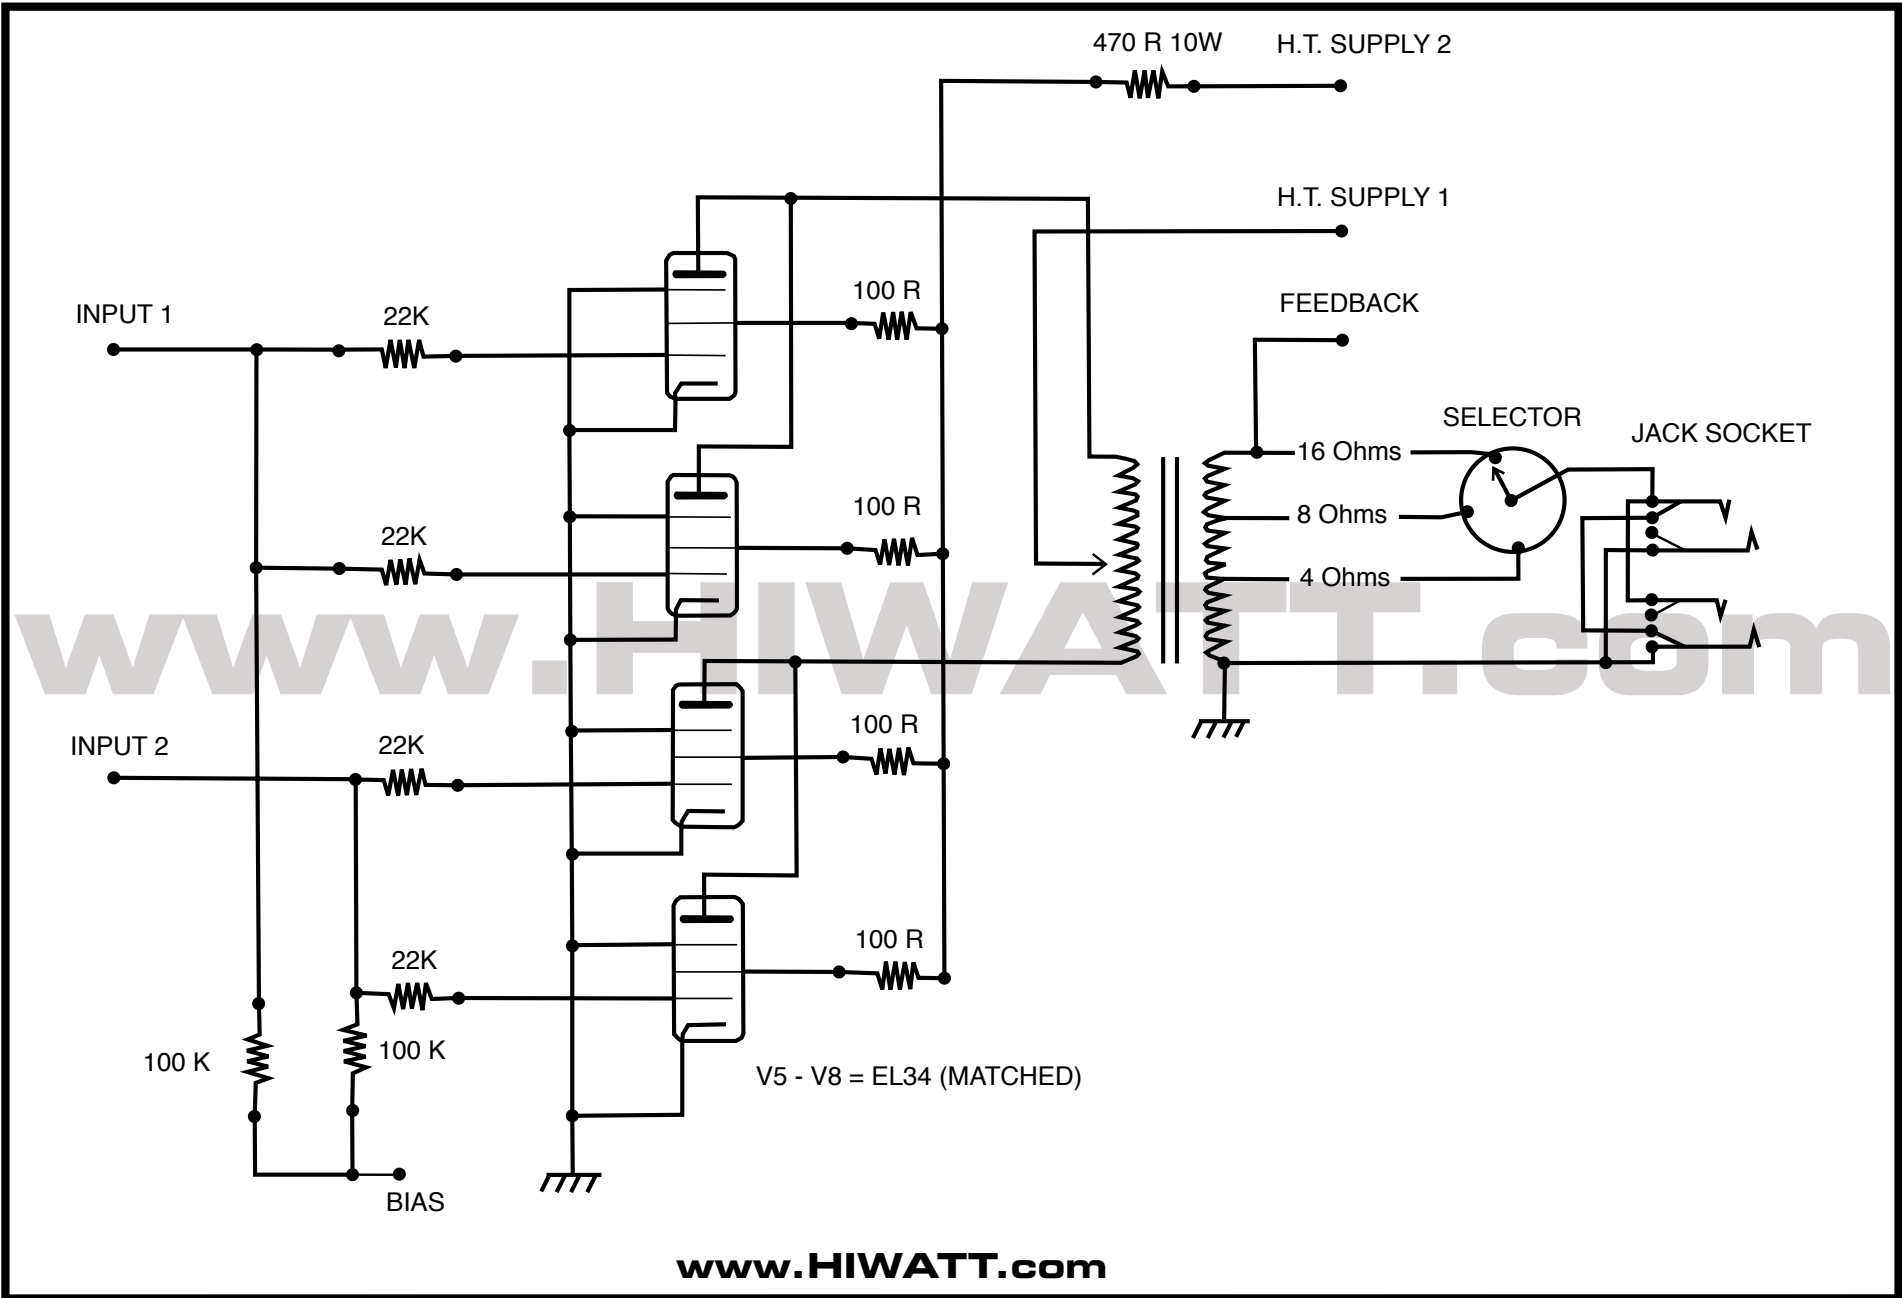 470 R 10W
H.T. SUPPLY 2
H.T. SUPPLY 1
100 R
INPUT 1
22K
FEEDBACK
SELECTOR
JACK SOCKET
16 Ohms
100 R
8 Ohms
22K
4 Ohms
www.HIWATT.com
100 R
INPUT 2
22K
100 R
22K
100 K
100 K
V5 - V8 = EL34 (MATCHED)
BIAS
www.HIWATT.com